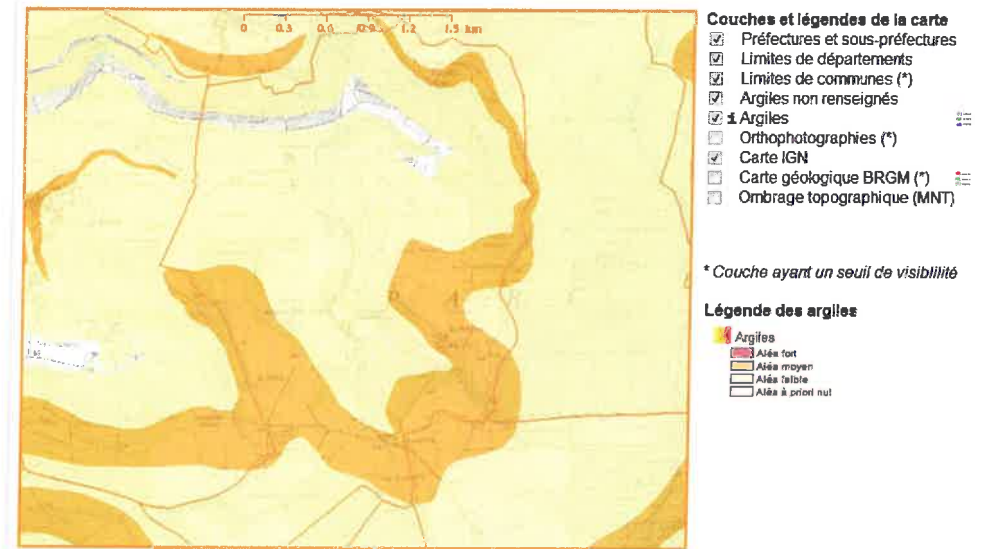 0 0.3 0.6 0.9 1.2 1.5 km
Couches et légendes de la carte
Préfectures et sous-préfectures
Limites de départements
Limites de communes (*)
Argiles non renseignés
Argiles
Orthophotographies (*)
Carte IGN
Carte géologique BRGM (*)
Ombrage topographique (MNT)
* Couche ayant un seuil de visiblilité
Légende des argiles
Argiles
Aléa fort
Aléa moyen
Aléa faible
Aléa à priori nul